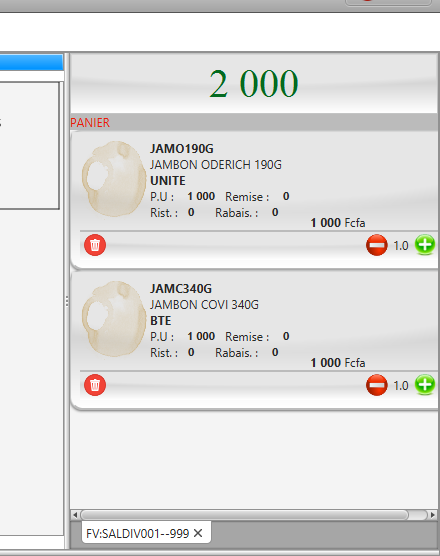 2 000
PANIER
JAMO190G
JAMBON ODERICH 190G
UNITE
P.U : 1 000 Remise : 0
Rist. : 0 Rabais. : 0
1 000 Fcfa
1.0
JAMC340G
JAMBON COVI 340G
BTE
P.U : 1 000 Remise : 0
Rist. : 0 Rabais. : 0
1 000 Fcfa
1.0
FV:SALDIV001--999